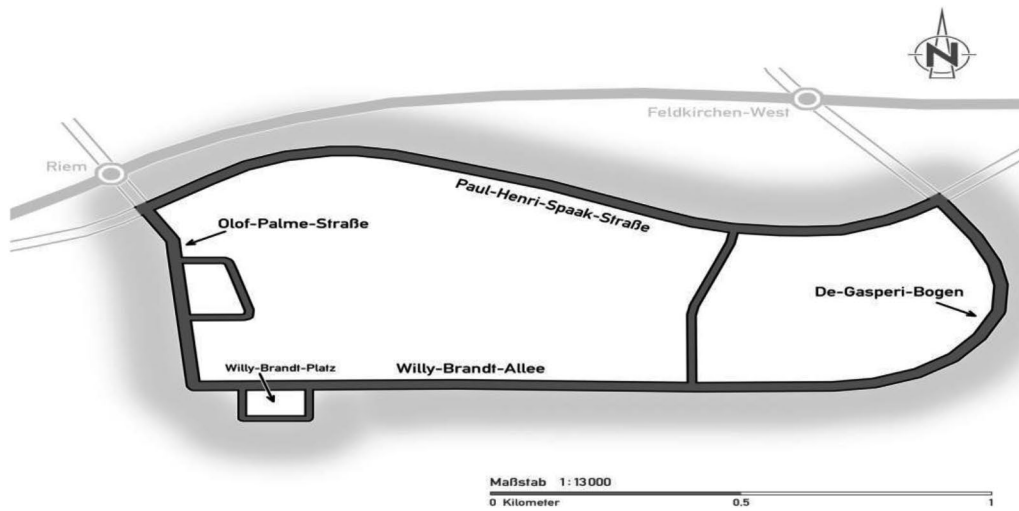 N
Feldkirchen-West
Riem
Paul-Henri-Spaak-Straße
Olof-Palme-Straße
De-Gasperi-Bogen
Willy-Brandt-Platz
Willy-Brandt-Allee
Maßstab 1:13000
0 Kilometer 0.5 1